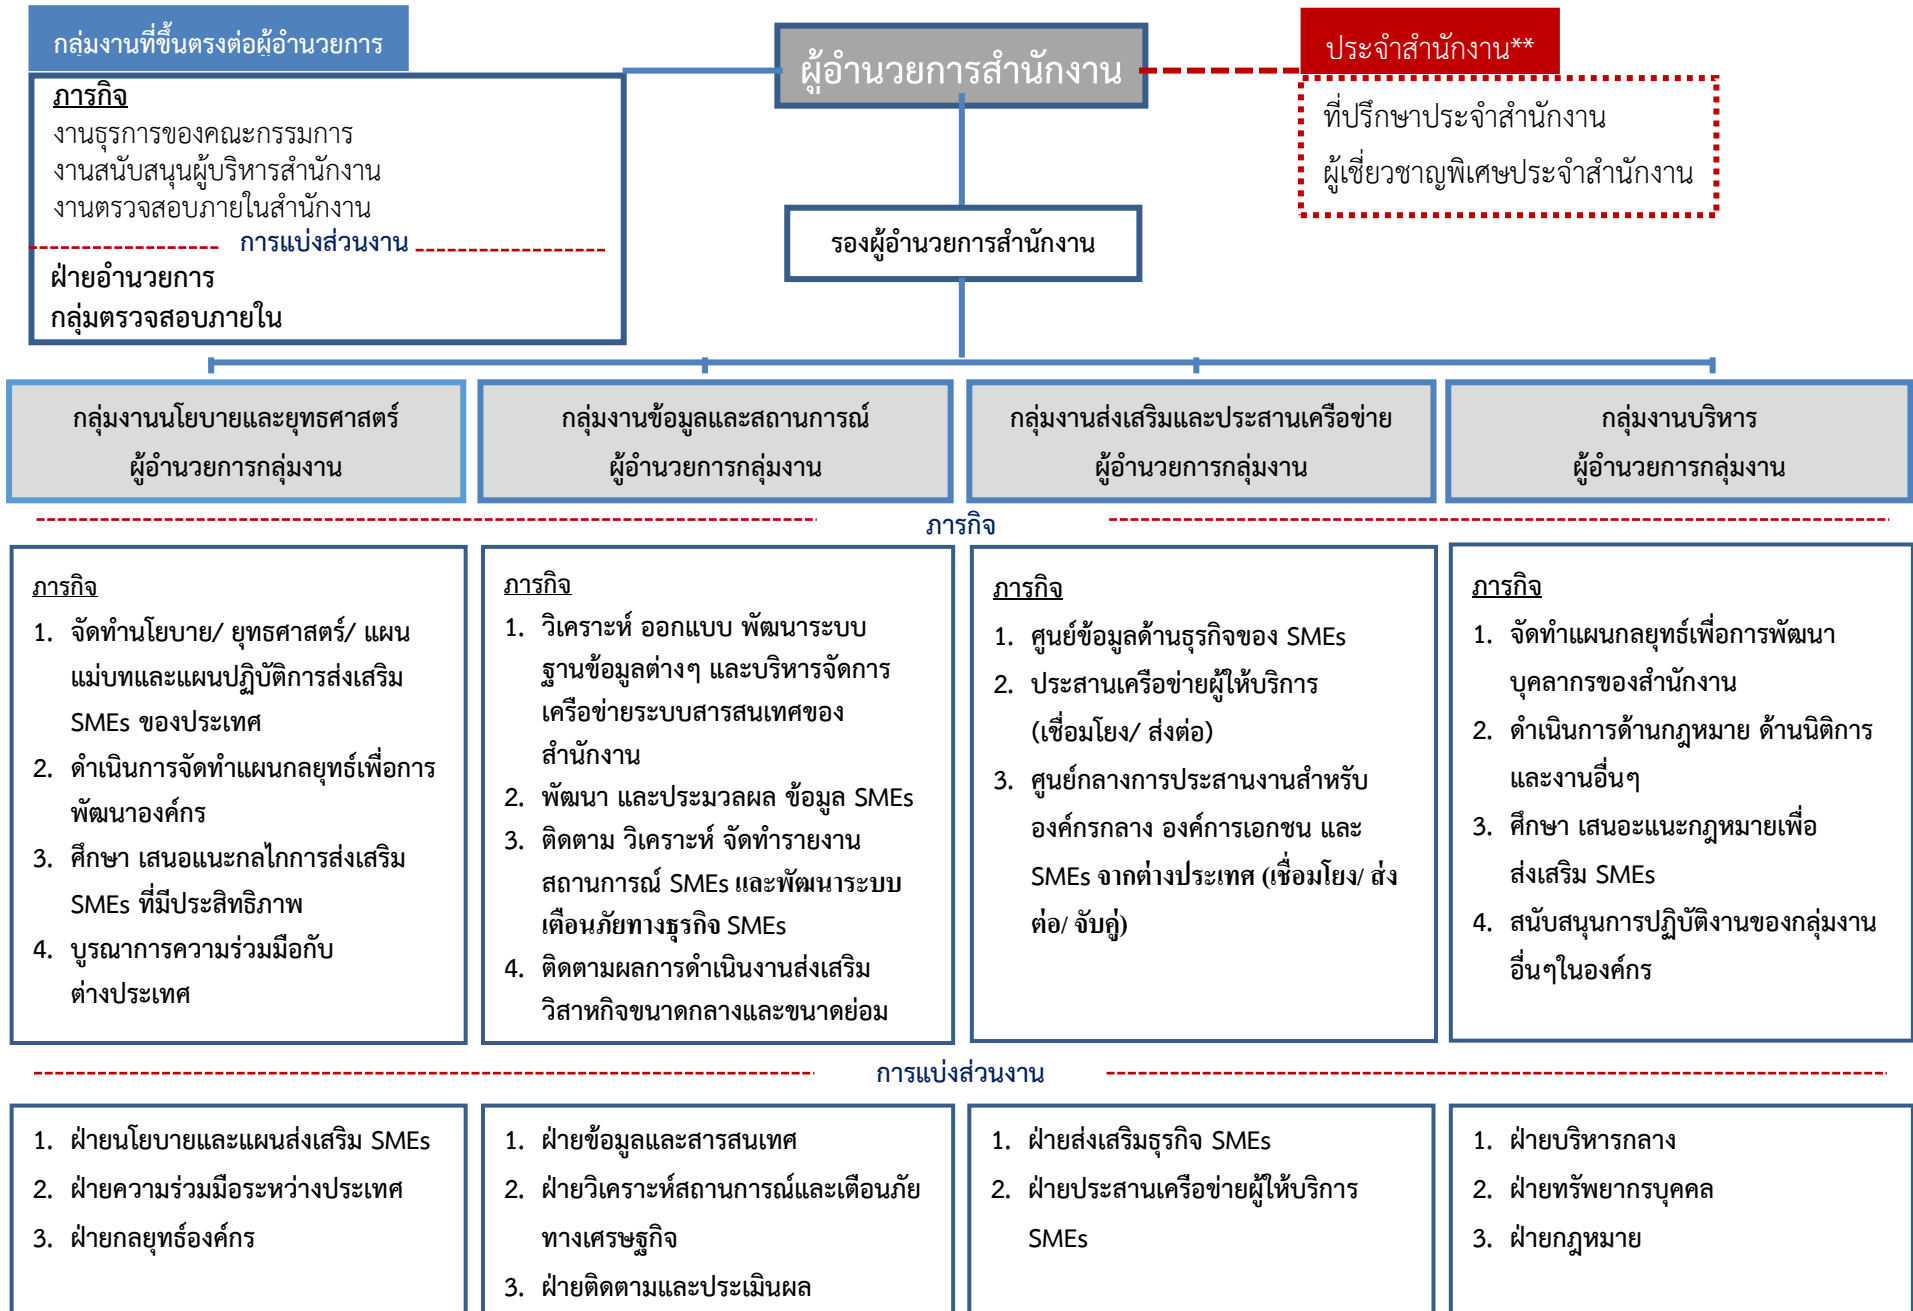 กลุ่มงานที่ขึ้นตรงต่อผู้อำนวยการ
ภารกิจ
งานธุรการของคณะกรรมการ
งานสนับสนุนผู้บริหารสำนักงาน
งานตรวจสอบภายในสำนักงาน
การแบ่งส่วนงาน
ฝ่ายอำนวยการ
กลุ่มตรวจสอบภายใน
ผู้อำนวยการสำนักงาน
ประจำสำนักงาน**
ที่ปรึกษาประจำสำนักงาน
ผู้เชี่ยวชาญพิเศษประจำสำนักงาน
รองผู้อำนวยการสำนักงาน
กลุ่มงานนโยบายและยุทธศาสตร์
ผู้อำนวยการกลุ่มงาน
กลุ่มงานข้อมูลและสถานการณ์
ผู้อำนวยการกลุ่มงาน
กลุ่มงานส่งเสริมและประสานเครือข่าย
ผู้อำนวยการกลุ่มงาน
กลุ่มงานบริหาร
ผู้อำนวยการกลุ่มงาน
ภารกิจ
ภารกิจ
1. จัดทำนโยบาย/ ยุทธศาสตร์/ แผน
แม่บทและแผนปฏิบัติการส่งเสริม
SMEs ของประเทศ
2. ดำเนินการจัดทำแผนกลยุทธ์เพื่อการ
พัฒนาองค์กร
3. ศึกษา เสนอแนะกลไกการส่งเสริม
SMEs ที่มีประสิทธิภาพ
4. บูรณาการความร่วมมือกับ
ต่างประเทศ
ภารกิจ
1. วิเคราะห์ ออกแบบ พัฒนาระบบ
ฐานข้อมูลต่างๆ และบริหารจัดการ
เครือข่ายระบบสารสนเทศของ
สำนักงาน
2. พัฒนา และประมวลผล ข้อมูล SMEs
3. ติดตาม วิเคราะห์ จัดทำรายงาน
สถานการณ์ SMEs และพัฒนาระบบ
เตือนภัยทางธุรกิจ SMEs
4. ติดตามผลการดำเนินงานส่งเสริม
วิสาหกิจขนาดกลางและขนาดย่อม
ภารกิจ
1. ศูนย์ข้อมูลด้านธุรกิจของ SMEs
2. ประสานเครือข่ายผู้ให้บริการ
(เชื่อมโยง/ ส่งต่อ)
3. ศูนย์กลางการประสานงานสำหรับ
องค์กรกลาง องค์การเอกชน และ
SMEs จากต่างประเทศ (เชื่อมโยง/ ส่ง
ต่อ/ จับคู่)
ภารกิจ
1. จัดทำแผนกลยุทธ์เพื่อการพัฒนา
บุคลากรของสำนักงาน
2. ดำเนินการด้านกฎหมาย ด้านนิติการ
และงานอื่นๆ
3. ศึกษา เสนอะแนะกฎหมายเพื่อ
ส่งเสริม SMEs
4. สนับสนุนการปฏิบัติงานของกลุ่มงาน
อื่นๆในองค์กร
การแบ่งส่วนงาน
1. ฝ่ายนโยบายและแผนส่งเสริม SMEs
2. ฝ่ายความร่วมมือระหว่างประเทศ
3. ฝ่ายกลยุทธ์องค์กร
1. ฝ่ายข้อมูลและสารสนเทศ
2. ฝ่ายวิเคราะห์สถานการณ์และเตือนภัย
ทางเศรษฐกิจ
3. ฝ่ายติดตามและประเมินผล
1. ฝ่ายส่งเสริมธุรกิจ SMEs
2. ฝ่ายประสานเครือข่ายผู้ให้บริการ
SMEs
1. ฝ่ายบริหารกลาง
2. ฝ่ายทรัพยากรบุคคล
3. ฝ่ายกฎหมาย